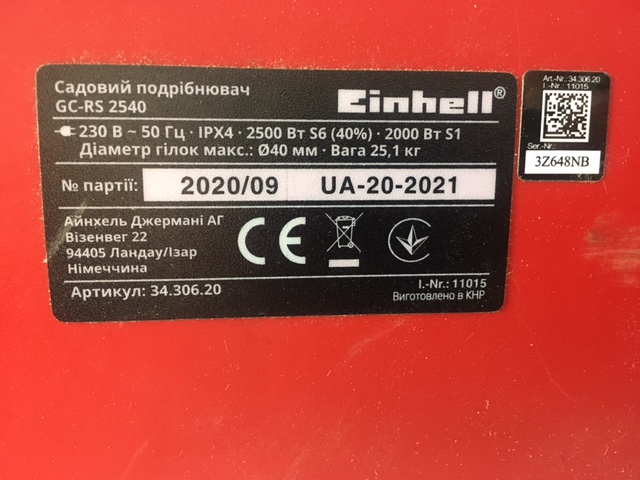 Садовий подрібнювач
GC-RS 2540
Einhell®
230 В ~ 50 Гц · IPX4 · 2500 Вт S6 (40%) · 2000 Вт S1
Діаметр гілок макс.: Ø40 мм · Вага 25,1 кг
№ партії: 2020/09 UA-20-2021
Айнхель Джермані АГ
Візенвег 22
94405 Ландау/Ізар
Німеччина
CE
Артикул: 34.306.20
I.-Nr.: 11015
Виготовлено в КНР
Art.-Nr.: 34.306.20
I.-Nr.: 11015
Ser.-Nr.:
3Z648NB